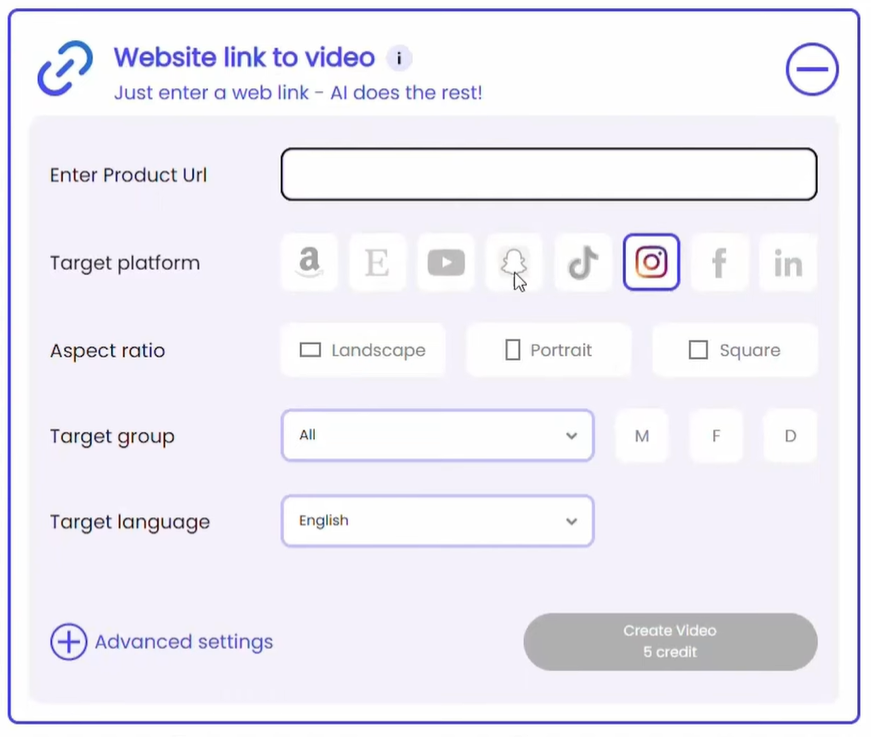 Website link to video i
Just enter a web link - AI does the rest!
Enter Product Url
Target platform
a E f in
Aspect ratio
Landscape Portrait Square
Target group
All M F D
Target language
English
Advanced settings
Create Video
5 credit